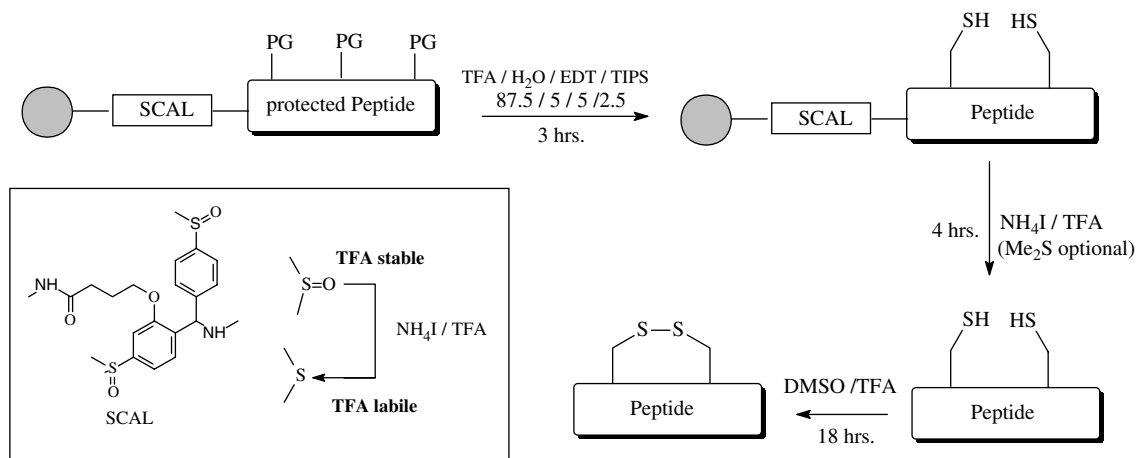 PG PG PG
SCAL
protected Peptide
TFA / H2O / EDT / TIPS
87.5 / 5 / 5 /2.5
3 hrs.
SH HS
SCAL
Peptide
4 hrs.
NH4I / TFA
(Me2S optional)
SH HS
Peptide
DMSO /TFA
18 hrs.
S—S
Peptide
S=O
NH
O
O
NH
S=O
SCAL
S=O
TFA stable
NH4I / TFA
S
TFA labile